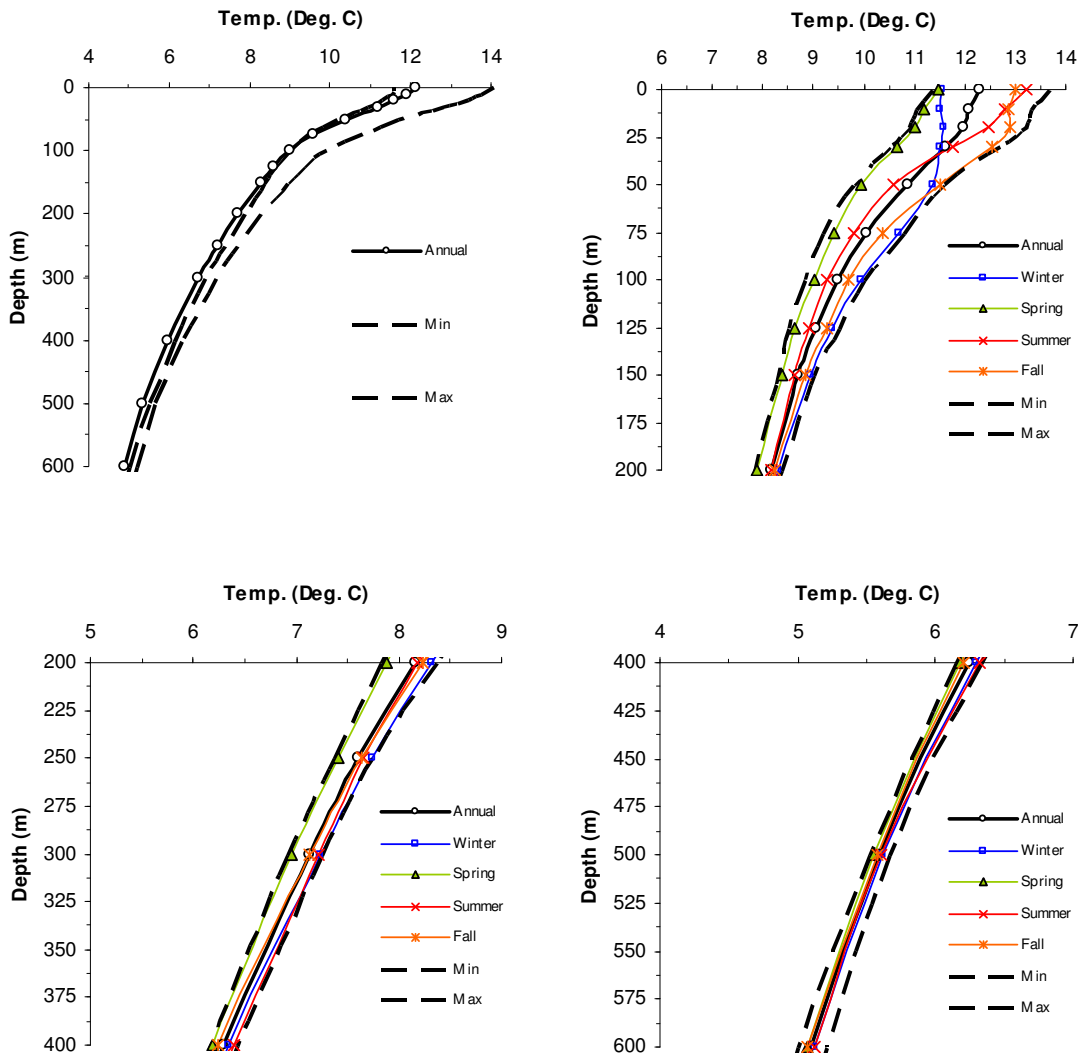 Temp. (Deg. C)
4 6 8 10 12 14
0
100
200
300
400
500
600
Depth (m)
Annual
Min
Max
Temp. (Deg. C)
6 7 8 9 10 11 12 13 14
0
25
50
75
100
125
150
175
200
Depth (m)
Annual
Winter
Spring
Summer
Fall
Min
Max
Temp. (Deg. C)
5 6 7 8 9
200
225
250
275
300
325
350
375
400
Depth (m)
Annual
Winter
Spring
Summer
Fall
Min
Max
Temp. (Deg. C)
4 5 6 7
400
425
450
475
500
525
550
575
600
Depth (m)
Annual
Winter
Spring
Summer
Fall
Min
Max